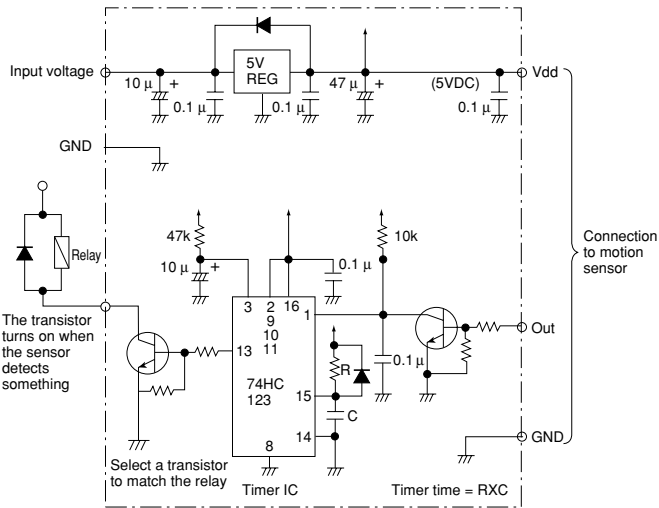 Input voltage
10 μ
+
0.1 μ
5V
REG
0.1 μ
47 μ
+
(5VDC)
0.1 μ
Vdd
GND
Relay
The transistor
turns on when
the sensor
detects
something
47k
10 μ
+
0.1 μ
10k
3
2
16
9
10
11
1
13
74HC
123
15
14
8
R
C
0.1 μ
Out
GND
Connection
to motion
sensor
Select a transistor
to match the relay
Timer IC
Timer time = RXC